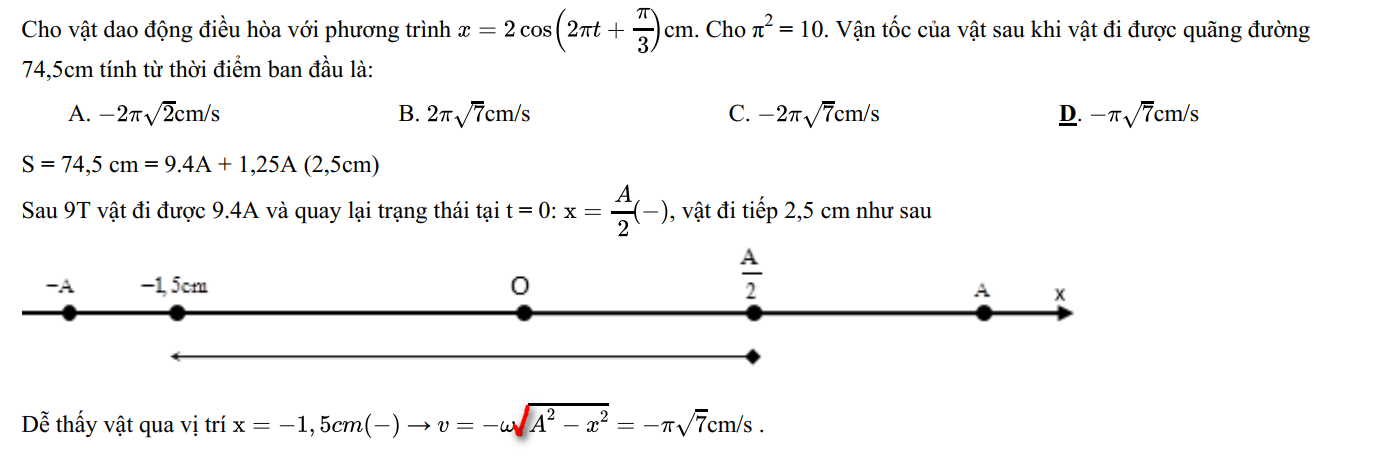 Cho vật dao động điều hòa với phương trình x = 2 cos(2πt + π/3) cm. Cho π² = 10. Vận tốc của vật sau khi vật đi được quãng đường
74,5cm tính từ thời điểm ban đầu là:
A. −2π√2cm/s B. 2π√7cm/s C. −2π√7cm/s D. −π√7cm/s
S = 74,5 cm = 9.4A + 1,25A (2,5cm)
Sau 9T vật đi được 9.4A và quay lại trạng thái tại t = 0: x = A/2(−), vật đi tiếp 2,5 cm như sau
−A −1,5cm O A/2 A x
Dễ thấy vật qua vị trí x = −1,5cm(−) → v = −ω√A² − x² = −π√7cm/s .